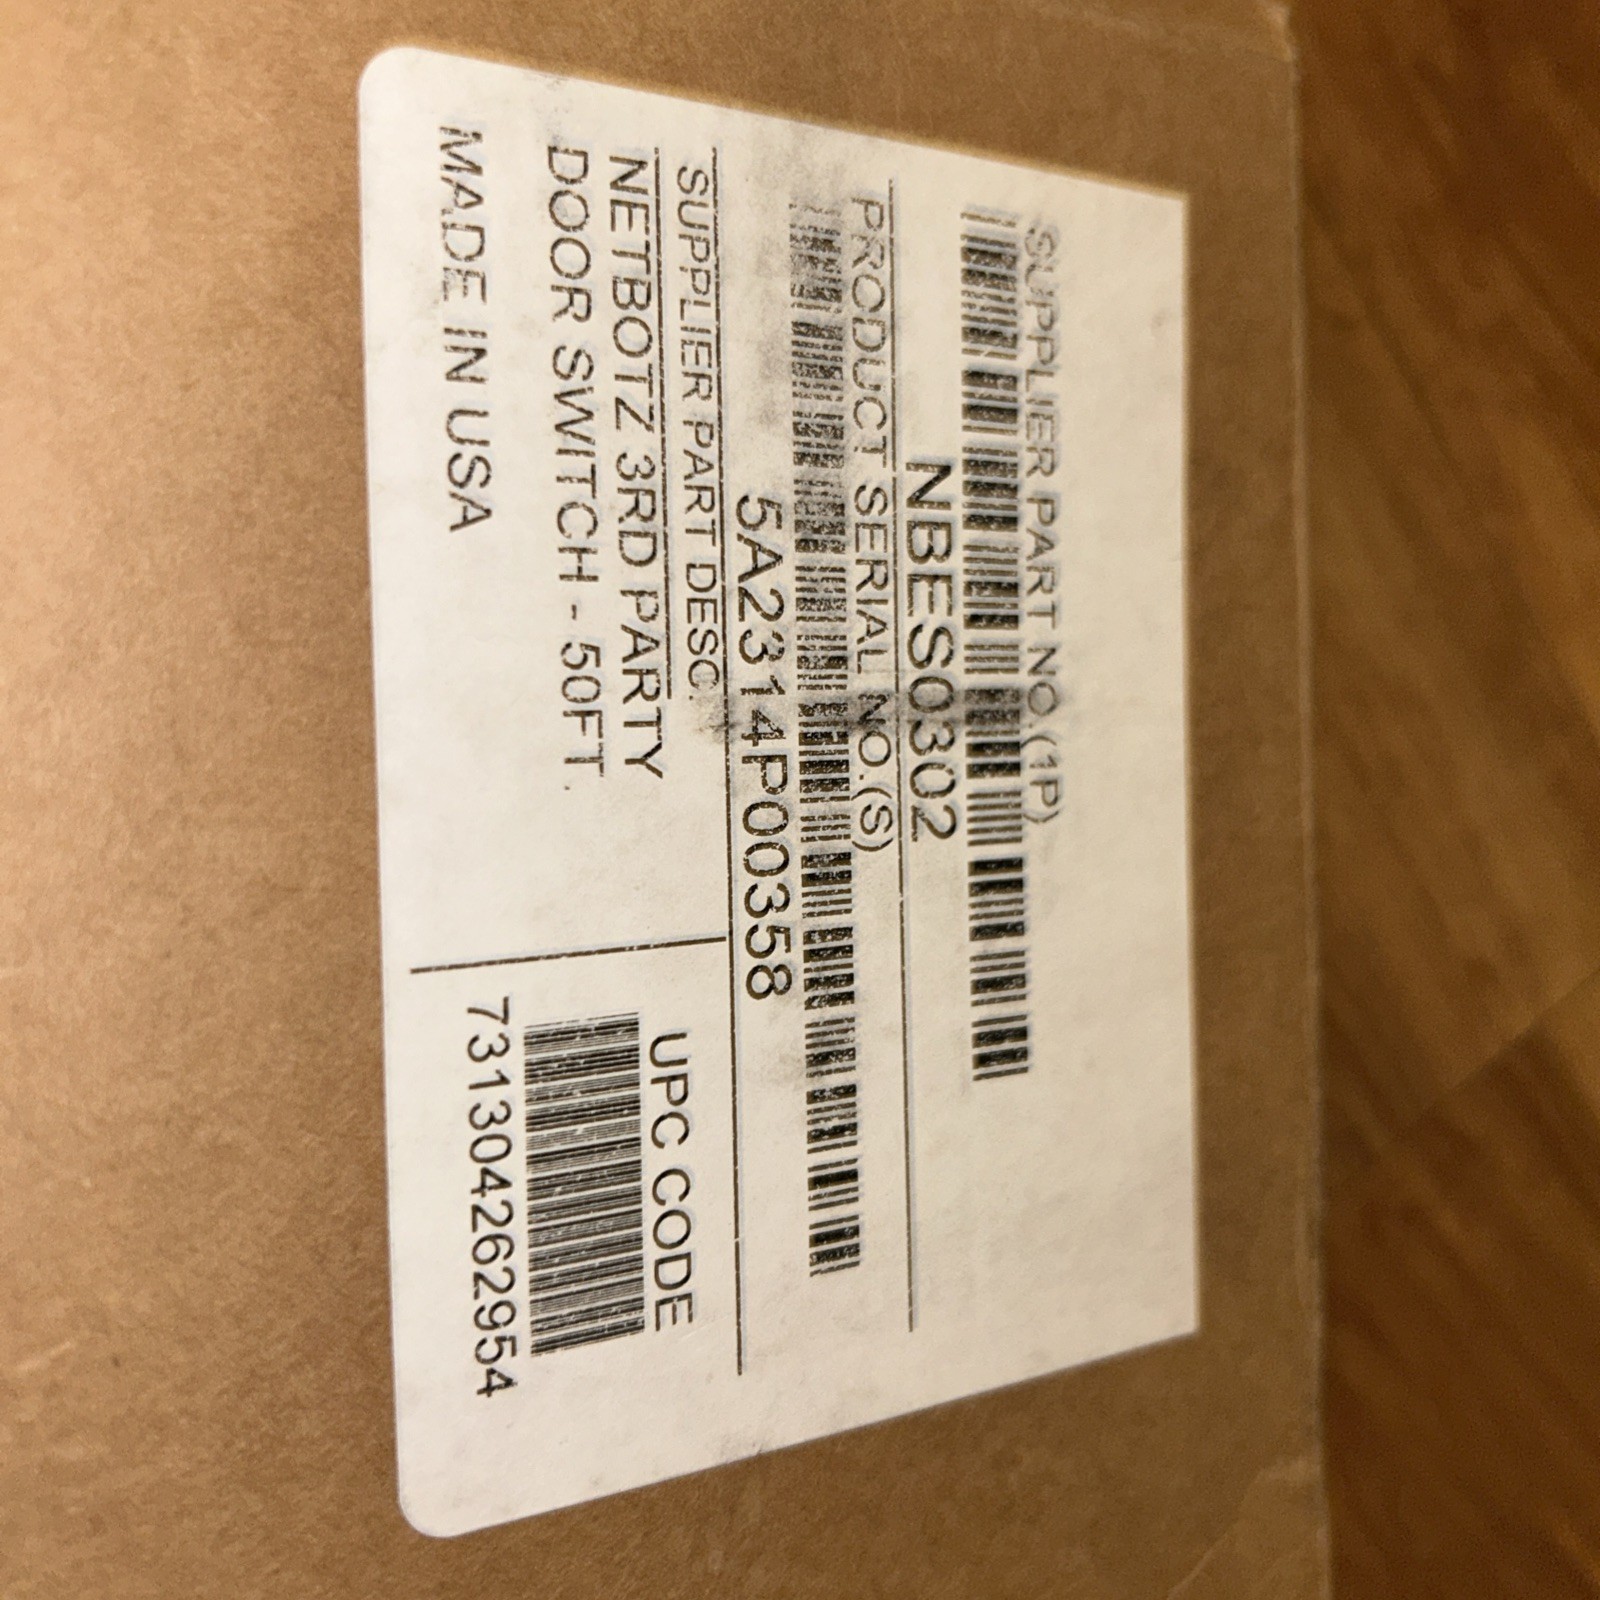 SUPPLIER PART NO.(1P)
NBES0302
PRODUCT SERIAL NO.(S)
5A2314P00358
SUPPLIER PART DESC.
NETBOTZ 3RD PARTY
DOOR SWITCH - 50FT.
MADE IN USA
UPC CODE
731304262954